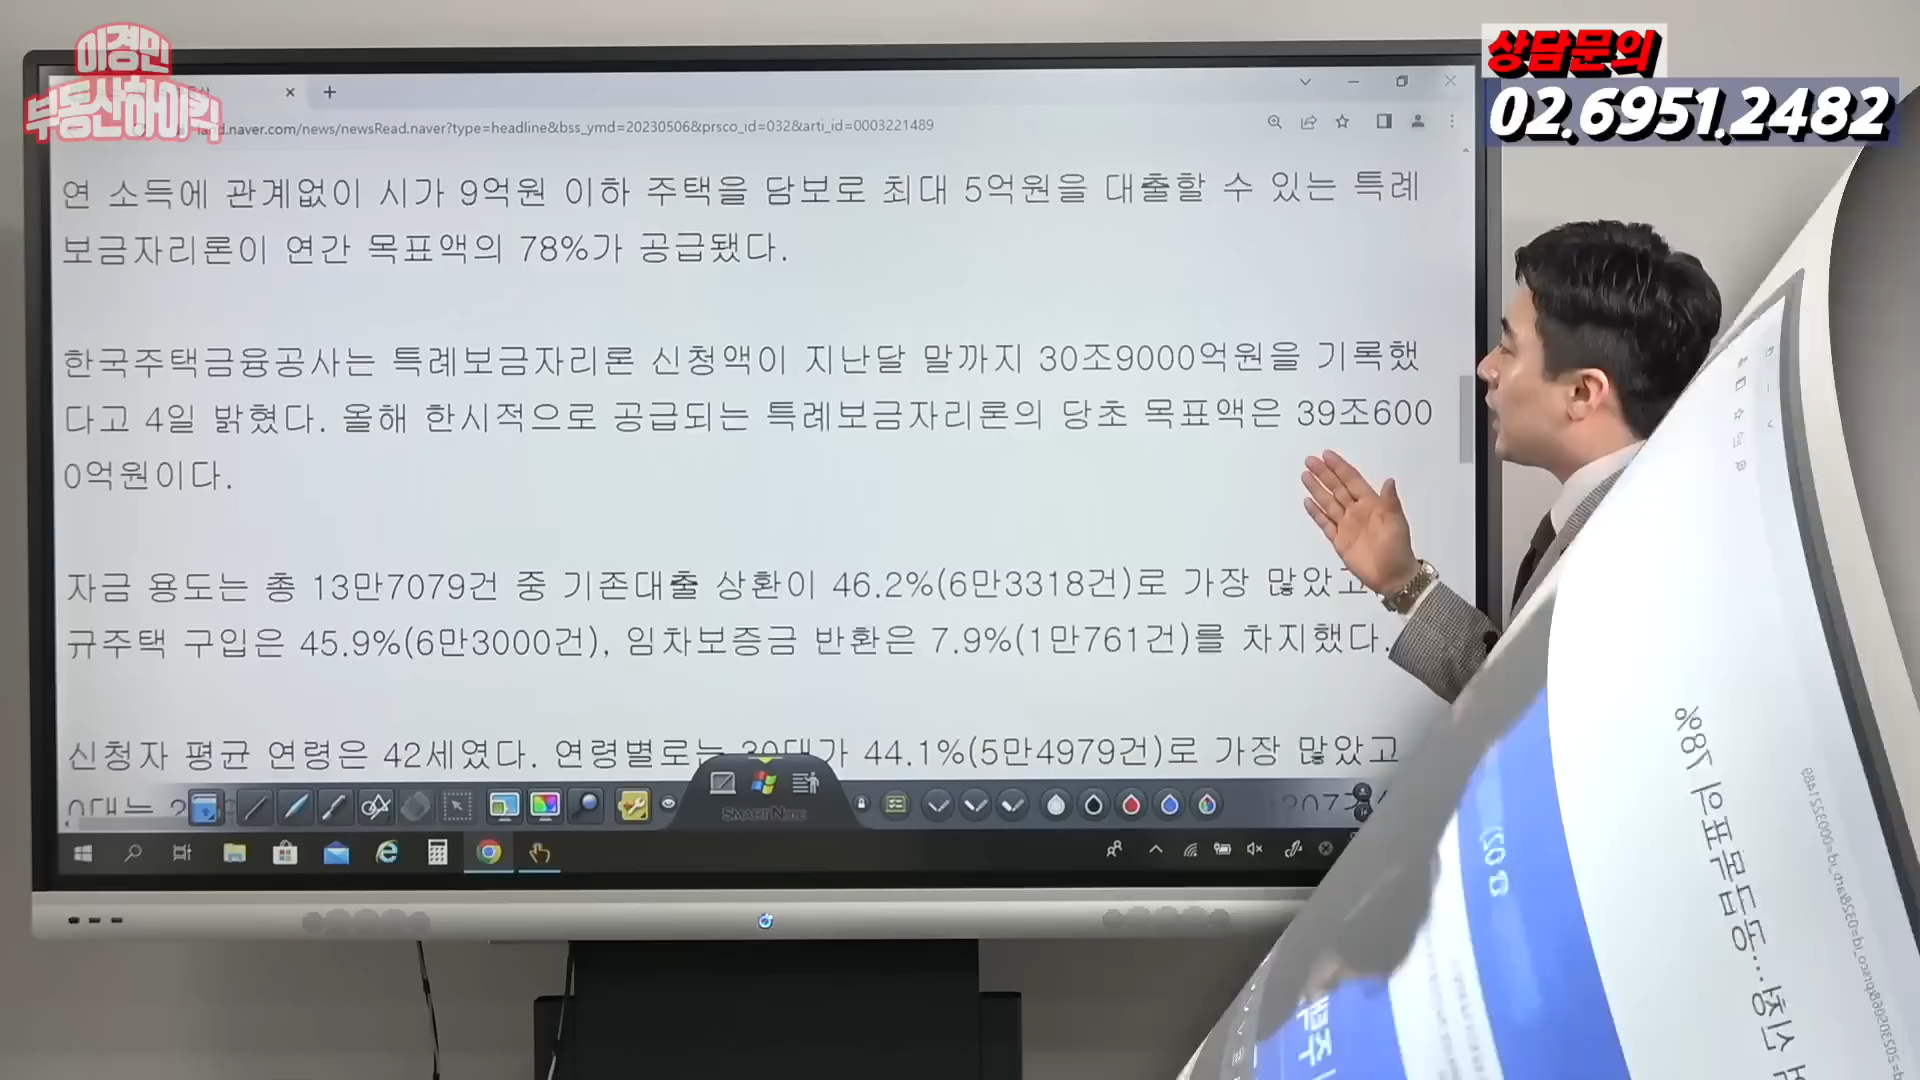 이경민
부동산하이킥
상담문의
02.6951.2482
land.naver.com/news/newsRead.naver?type=headline&bss_ymd=20230506&prsco_id=032&arti_id=0003221489
연 소득에 관계없이 시가 9억원 이하 주택을 담보로 최대 5억원을 대출할 수 있는 특례
보금자리론이 연간 목표액의 78%가 공급됐다.
한국주택금융공사는 특례보금자리론 신청액이 지난달 말까지 30조9000억원을 기록했
다고 4일 밝혔다. 올해 한시적으로 공급되는 특례보금자리론의 당초 목표액은 39조600
0억원이다.
자금 용도는 총 13만7079건 중 기존대출 상환이 46.2%(6만3318건)로 가장 많았고
규주택 구입은 45.9%(6만3000건), 임차보증금 반환은 7.9%(1만761건)를 차지했다.
신청자 평균 연령은 42세였다. 연령별로는 30대가 44.1%(5만4979건)로 가장 많았고
SMART NOTE
목표의 78%